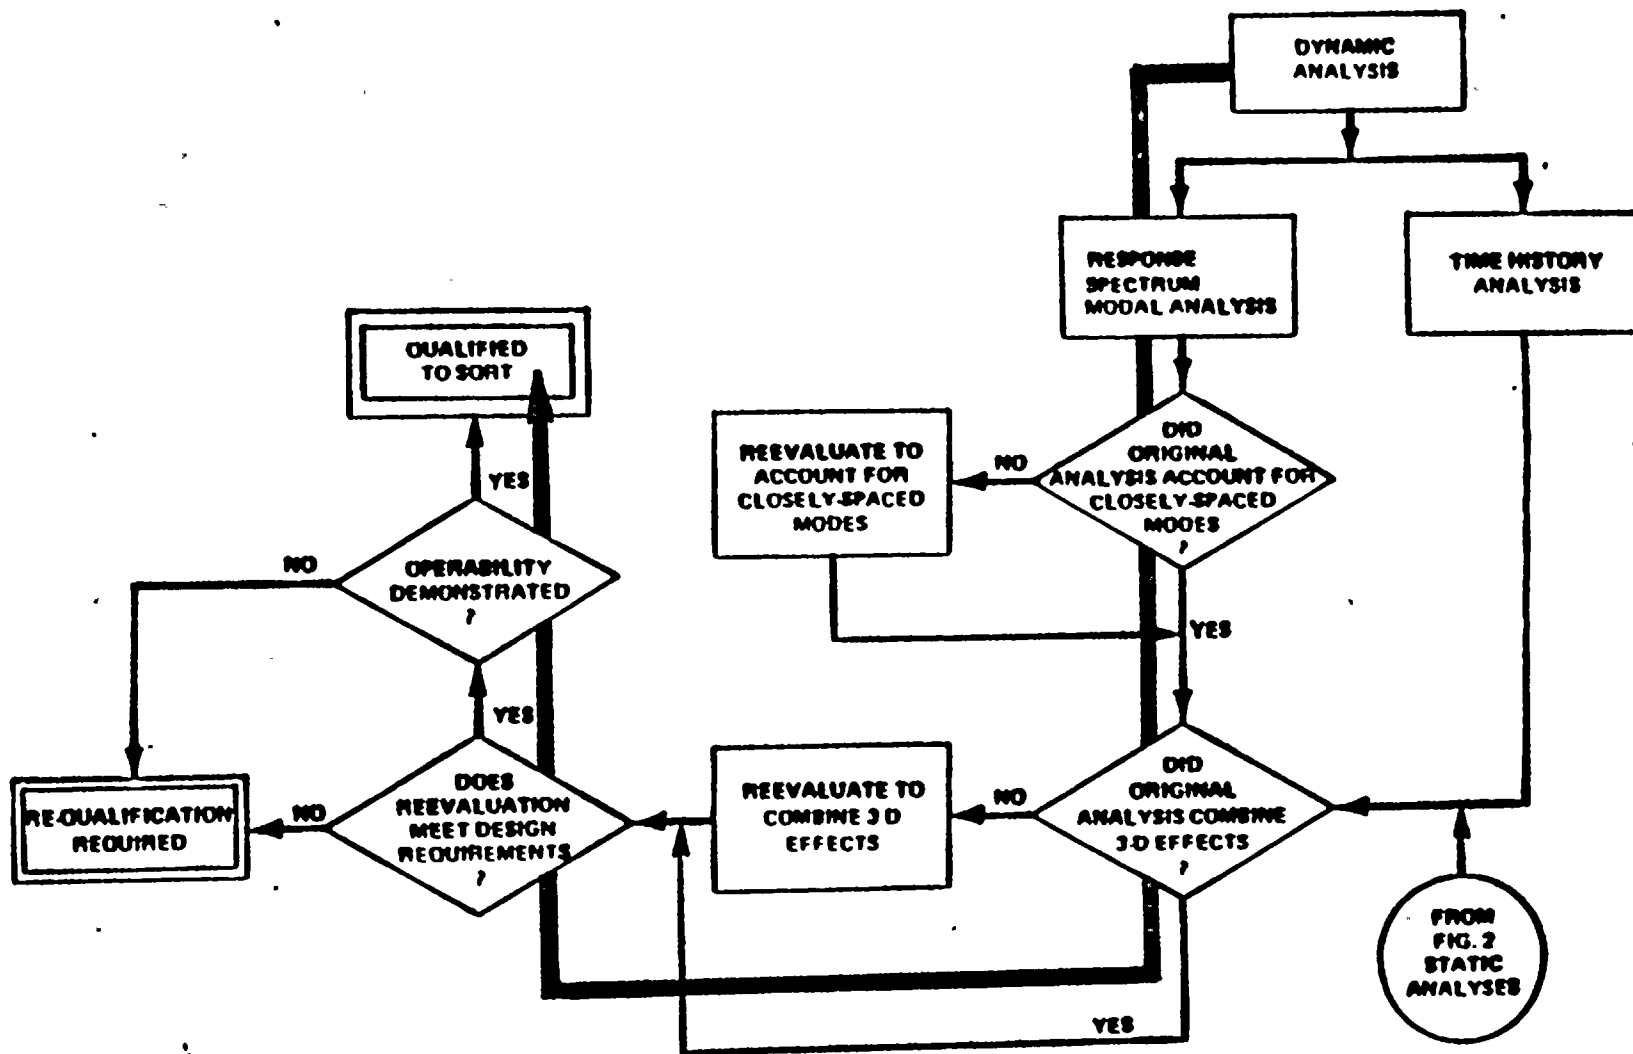 DYNAMIC
ANALYSIS
RESPONSE
SPECTRUM
MODAL ANALYSIS
TIME HISTORY
ANALYSIS
QUALIFIED
TO SORT
YES
REEVALUATE TO
ACCOUNT FOR
CLOSELY-SPACED
MODES
NO
DID
ORIGINAL
ANALYSIS ACCOUNT FOR
CLOSELY-SPACED
MODES
?
NO
OPERABILITY
DEMONSTRATED
?
YES
YES
RE-QUALIFICATION
REQUIRED
NO
DOES
REEVALUATION
MEET DESIGN
REQUIREMENTS
?
REEVALUATE TO
COMBINE 3 D
EFFECTS
NO
DID
ORIGINAL
ANALYSIS COMBINE
3-D EFFECTS
?
FROM
FIG. 2
STATIC
ANALYSES
YES